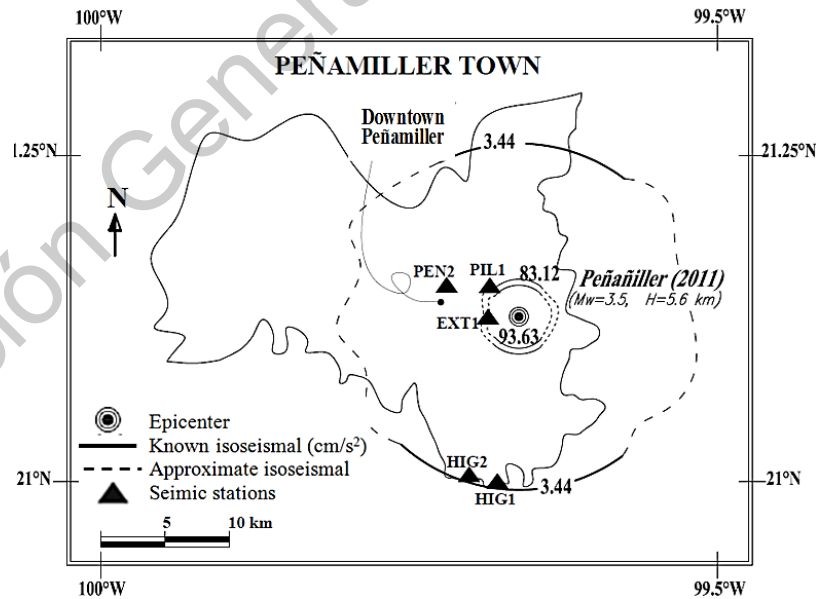 100°W
99.5°W
PEÑAMILLER TOWN
Downtown
Peñamiller
3.44
1.25°N
21.25°N
N
PEN2
PIL1
83.12
Peñañiller (2011)
(Mw=3.5, H=5.6 km)
EXT1
93.63
Epicenter
Known isoseismal (cm/s²)
Approximate isoseismal
Seimic stations
HIG2
HIG1
3.44
21°N
21°N
5
10 km
100°W
99.5°W
ión General